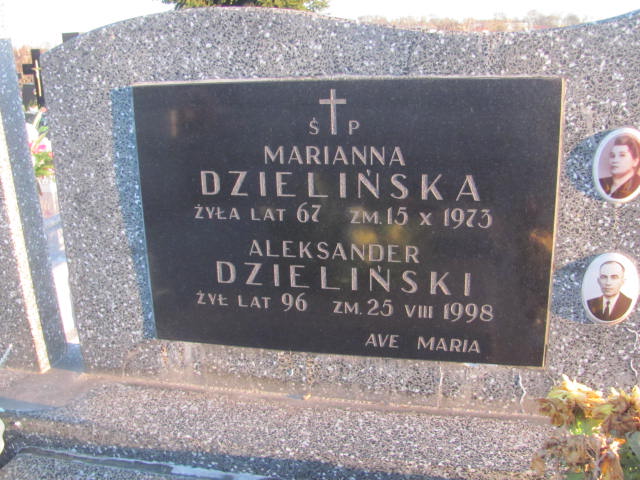 Ś P
MARIANNA
DZIELIŃSKA
ŻYŁA LAT 67 ZM. 15 X 1973
ALEKSANDER
DZIELIŃSKI
ŻYŁ LAT 96 ZM. 25 VIII 1998
AVE MARIA